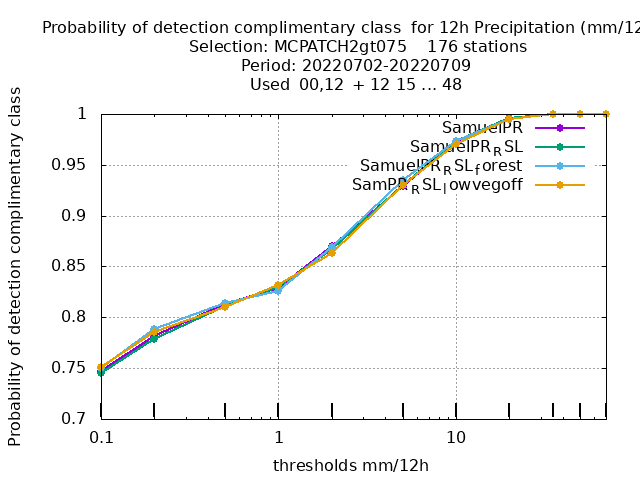 Probability of detection complimentary class for 12h Precipitation (mm/12
Selection: MCPATCH2gt075 176 stations
Period: 20220702-20220709
Used 00,12 + 12 15 ... 48
Probability of detection complimentary class
1
0.95
0.9
0.85
0.8
0.75
0.7
SamuelPR
SamuelPR_RSL
SamuelPR_RSL_forest
SamPR_RSL_lowvegoff
0.1
1
10
thresholds mm/12h